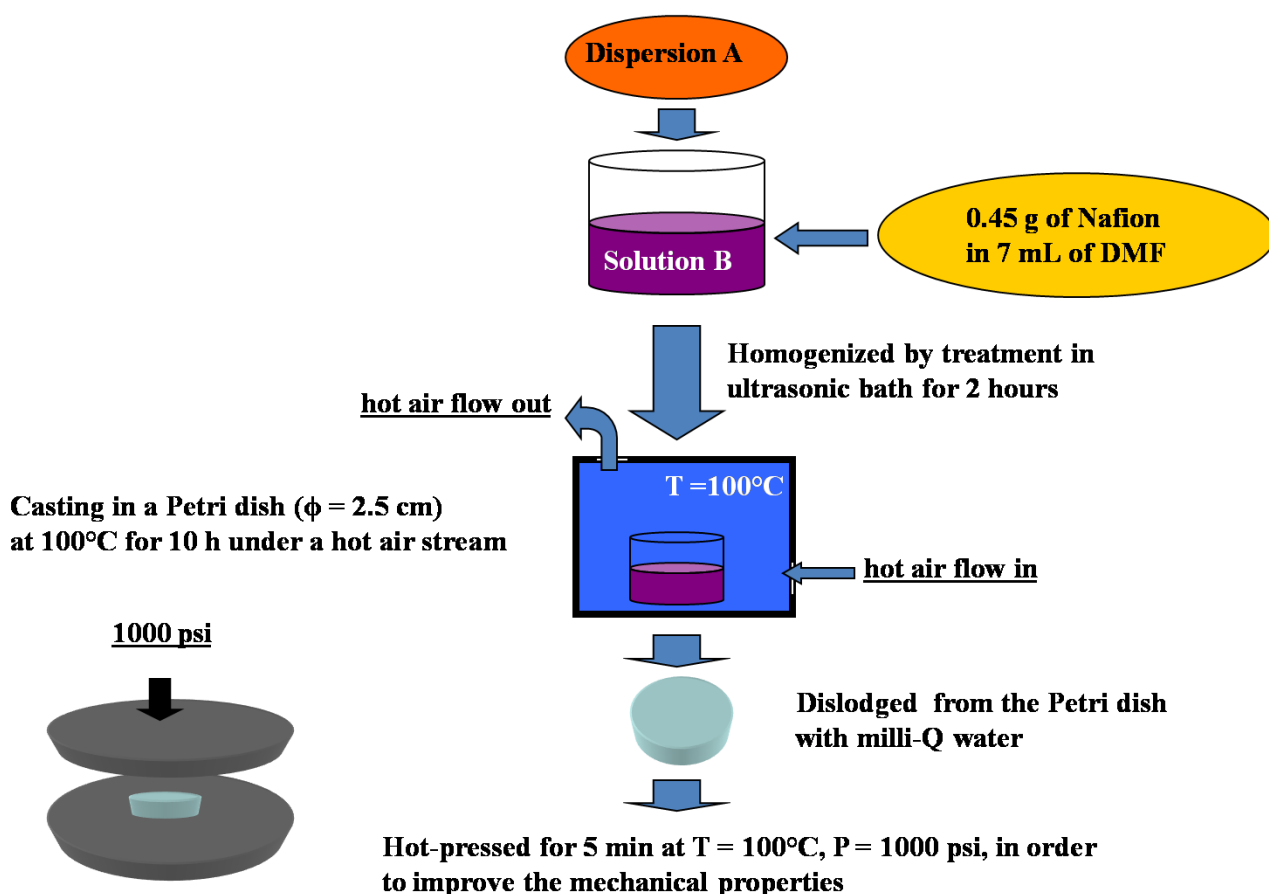 Dispersion A
Solution B
0.45 g of Nafion
in 7 mL of DMF
Homogenized by treatment in
ultrasonic bath for 2 hours
hot air flow out
T =100°C
Casting in a Petri dish (ϕ = 2.5 cm)
at 100°C for 10 h under a hot air stream
hot air flow in
1000 psi
Dislodged from the Petri dish
with milli-Q water
Hot-pressed for 5 min at T = 100°C, P = 1000 psi, in order
to improve the mechanical properties